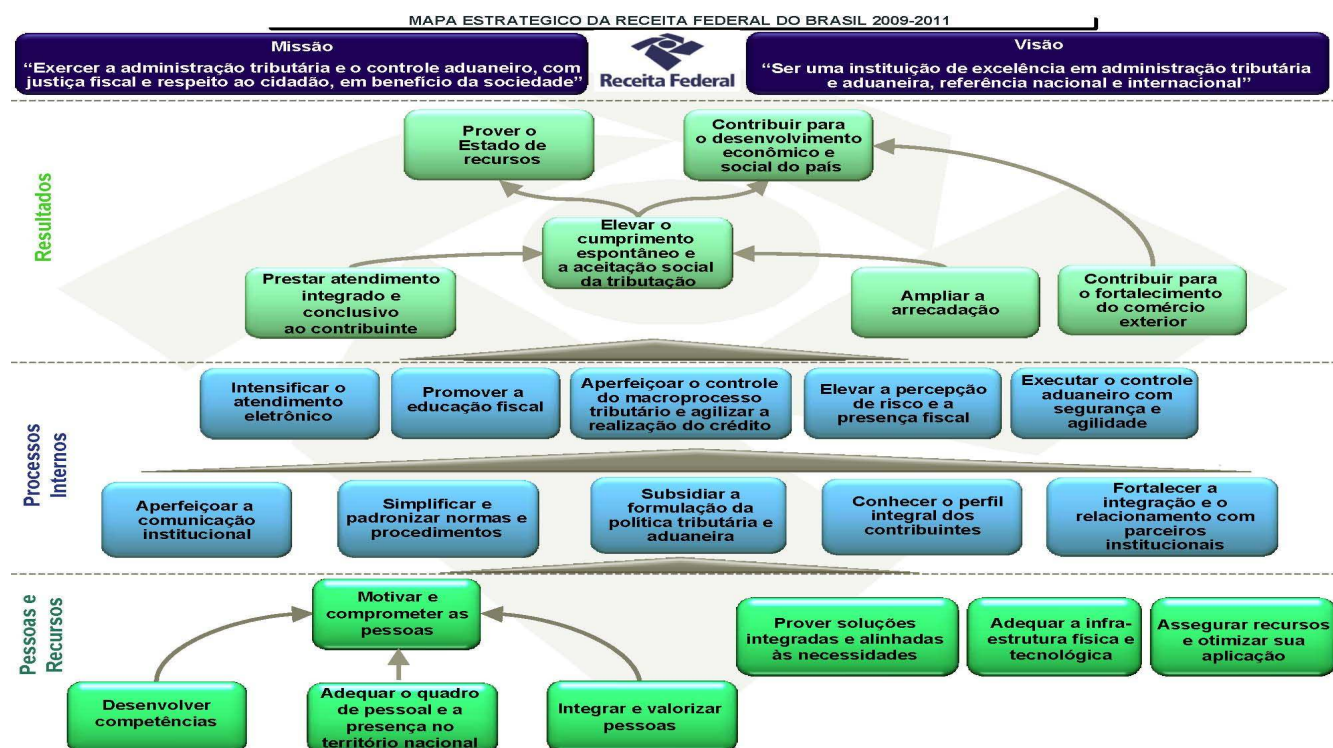 MAPA ESTRATEGICO DA RECEITA FEDERAL DO BRASIL 2009-2011
Missão
“Exercer a administração tributária e o controle aduaneiro, com
justiça fiscal e respeito ao cidadão, em benefício da sociedade”
Receita Federal
Visão
“Ser uma instituição de excelência em administração tributária
e aduaneira, referência nacional e internacional”
Resultados
Prover o
Estado de
recursos
Contribuir para
o desenvolvimento
econômico e
social do país
Elevar o
cumprimento
espontâneo e
a aceitação social
da tributação
Prestar atendimento
integrado e
conclusivo
ao contribuinte
Ampliar a
arrecadação
Contribuir para
o fortalecimento
do comércio
exterior
Processos
Internos
Intensificar o
atendimento
eletrônico
Promover a
educação fiscal
Aperfeiçoar o controle
do macroprocesso
tributário e agilizar a
realização do crédito
Elevar a percepção
de risco e a
presença fiscal
Executar o controle
aduaneiro com
segurança e
agilidade
Aperfeiçoar a
comunicação
institucional
Simplificar e
padronizar normas e
procedimentos
Subsidiar a
formulação da
política tributária e
aduaneira
Conhecer o perfil
integral dos
contribuintes
Fortalecer a
integração e o
relacionamento com
parceiros
institucionais
Pessoas e
Recursos
Motivar e
comprometer as
pessoas
Prover soluções
integradas e alinhadas
às necessidades
Adequar a infra-
estrutura física e
tecnológica
Assegurar recursos
e otimizar sua
aplicação
Desenvolver
competências
Adequar o quadro
de pessoal e a
presença no
território nacional
Integrar e valorizar
pessoas